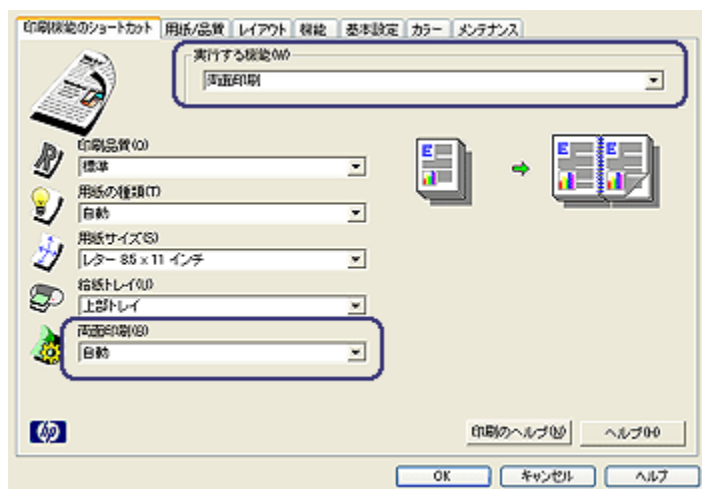 印刷機能のショートカット 用紙/品質 レイアウト 機能 基本設定 カラー メンテナンス
実行する機能(W)
両面印刷
印刷品質(O)
標準
用紙の種類(T)
自動
用紙サイズ(S)
レター 8.5 x 11 インチ
給紙トレイ(U)
上部トレイ
両面印刷(B)
自動
E E E
hp
印刷のヘルプ(N) ヘルプ(H)
OK キャンセル ヘルプ